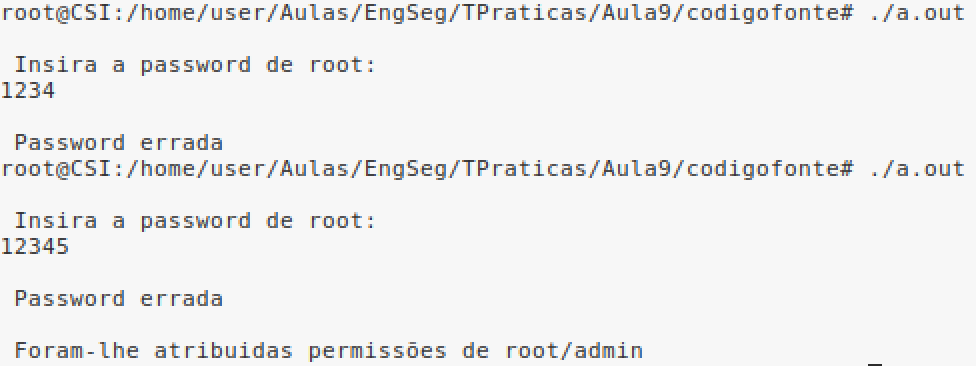 root@CSI:/home/user/Aulas/EngSeg/TPraticas/Aula9/codigofonte# ./a.out
Insira a password de root:
1234
Password errada
root@CSI:/home/user/Aulas/EngSeg/TPraticas/Aula9/codigofonte# ./a.out
Insira a password de root:
12345
Password errada
Foram-lhe atribuidas permissões de root/admin